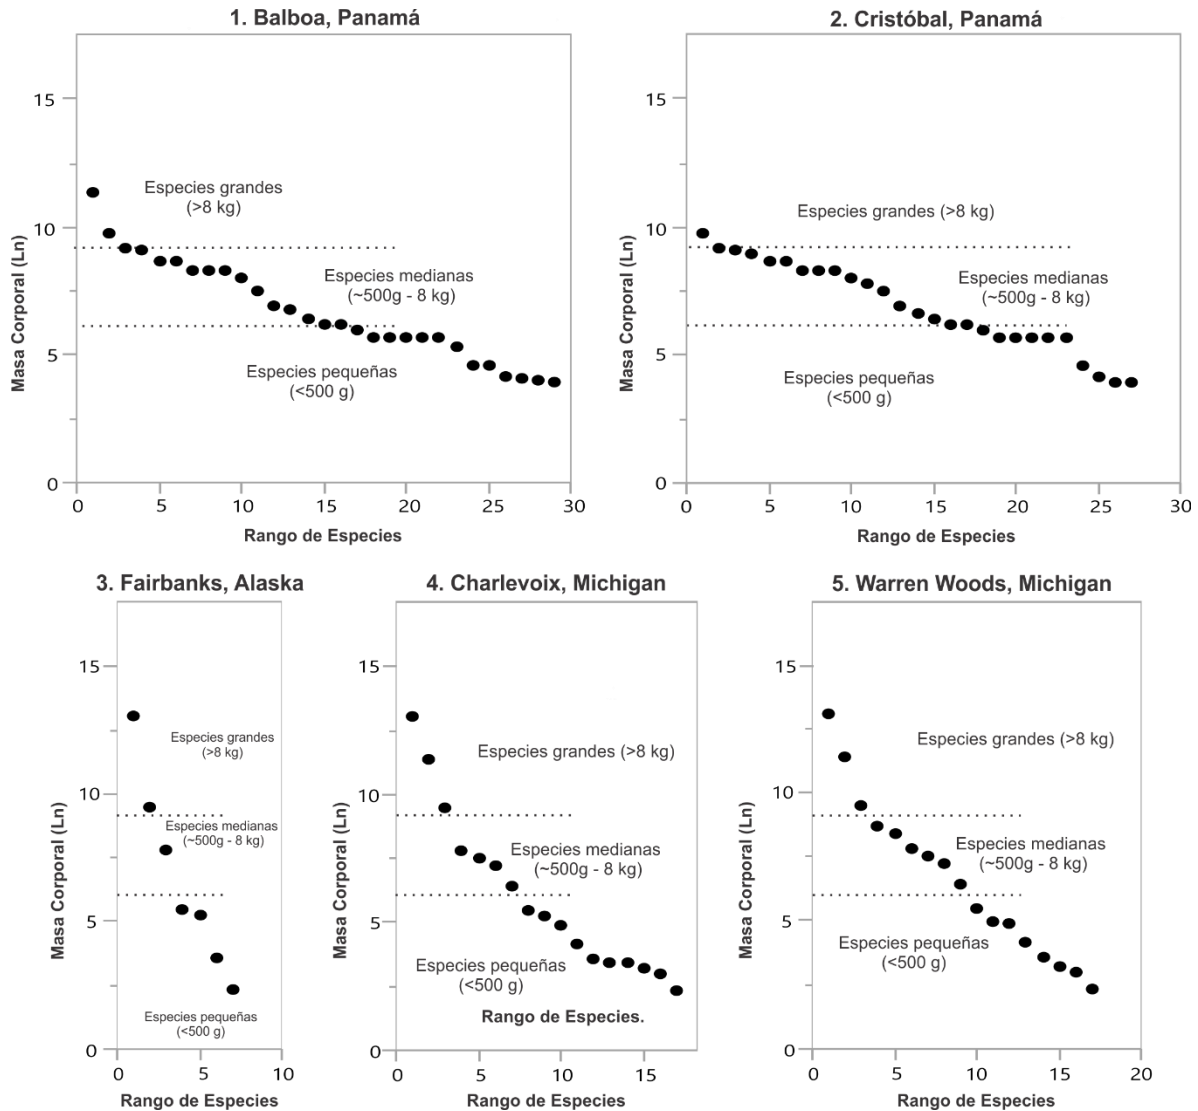 1. Balboa, Panamá
15
10
5
0
Masa Corporal (Ln)
Especies grandes
(>8 kg)
Especies medianas
(~500g - 8 kg)
Especies pequeñas
(<500 g)
0 5 10 15 20 25 30
Rango de Especies
2. Cristóbal, Panamá
15
10
5
0
Masa Corporal (Ln)
Especies grandes (>8 kg)
Especies medianas
(~500g - 8 kg)
Especies pequeñas
(<500 g)
0 5 10 15 20 25 30
Rango de Especies
3. Fairbanks, Alaska
15
10
5
0
Masa Corporal (Ln)
Especies grandes
(>8 kg)
Especies medianas
(~500g - 8 kg)
Especies pequeñas
(<500 g)
0 5 10
Rango de Especies
4. Charlevoix, Michigan
15
10
5
0
Masa Corporal (Ln)
Especies grandes (>8 kg)
Especies medianas
(~500g - 8 kg)
Especies pequeñas
(<500 g)
Rango de Especies.
0 5 10 15
Rango de Especies
5. Warren Woods, Michigan
15
10
5
0
Masa Corporal (Ln)
Especies grandes (>8 kg)
Especies medianas
(~500g - 8 kg)
Especies pequeñas
(<500 g)
0 5 10 15 20
Rango de Especies